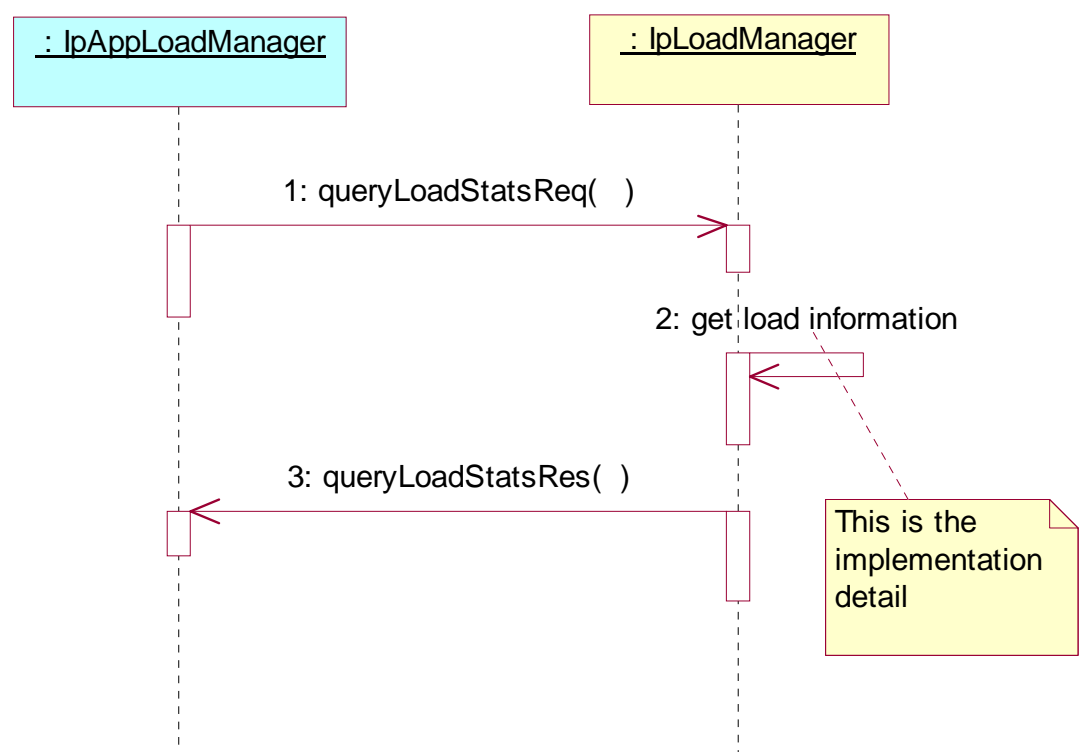 : IpAppLoadManager
: IpLoadManager
1: queryLoadStatsReq( )
2: get load information
3: queryLoadStatsRes( )
This is the
implementation
detail